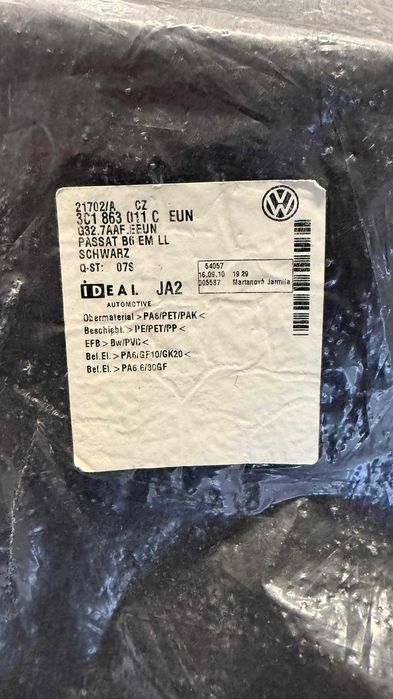 21702/A CZ
3C1 863 011 C EUN
G32.7AAF.EEUN
PASSAT B6 EM LL
SCHWARZ
Q-ST: 07S
54057
16.09.10 19:29
005537 Martanová Jarmila
iDEAL JA2
AUTOMOTIVE
Obermaterial >PA6/PET/PAK<
Beschicht. >PE/PET/PP<
EFB >Bw/PVC<
Bef.El. >PA6/GF10/GK20<
Bef.El. >PA6.6/30GF